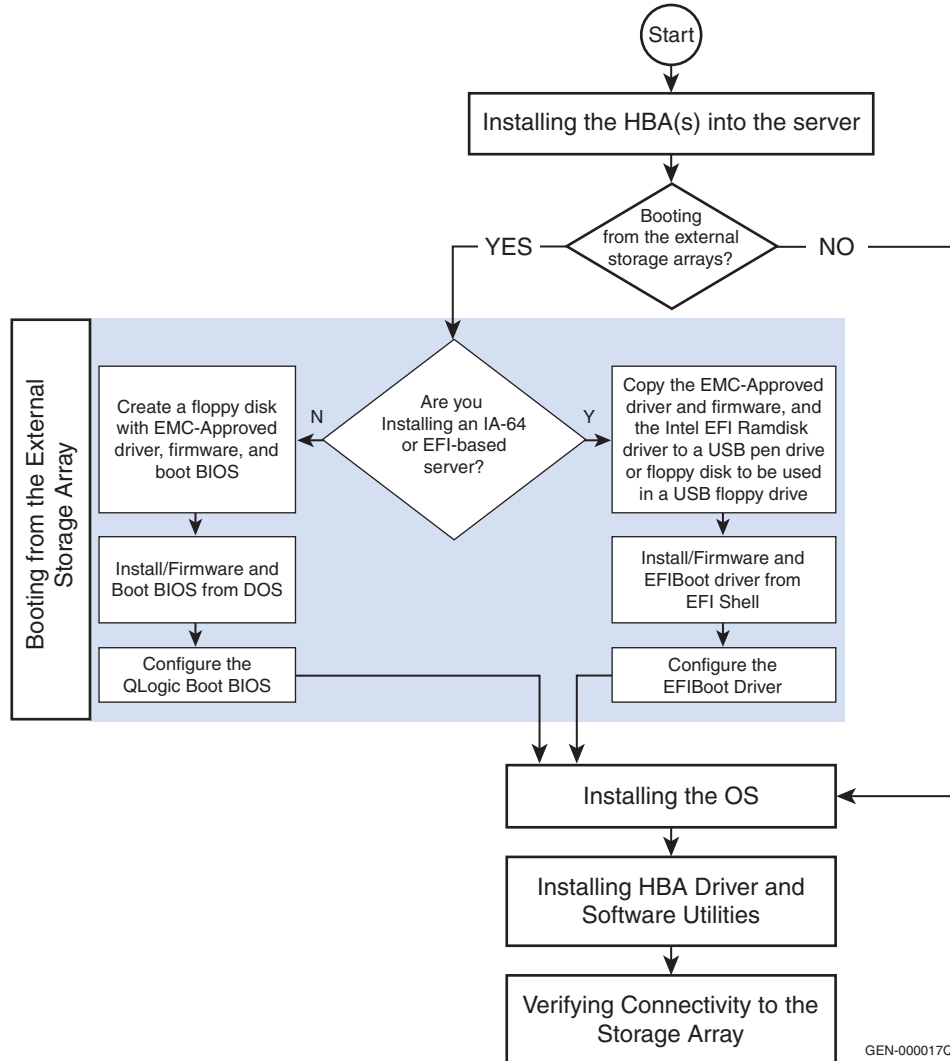 Start
Installing the HBA(s) into the server
Booting
from the external
storage arrays?
YES
NO
Booting from the External
Storage Array
Are you
Installing an IA-64
or EFI-based
server?
N
Y
Create a floppy disk
with EMC-Approved
driver, firmware, and
boot BIOS
Install/Firmware and
Boot BIOS from DOS
Configure the
QLogic Boot BIOS
Copy the EMC-Approved
driver and firmware, and
the Intel EFI Ramdisk
driver to a USB pen drive
or floppy disk to be used
in a USB floppy drive
Install/Firmware and
EFIBoot driver from
EFI Shell
Configure the
EFIBoot Driver
Installing the OS
Installing HBA Driver and
Software Utilities
Verifying Connectivity to the
Storage Array